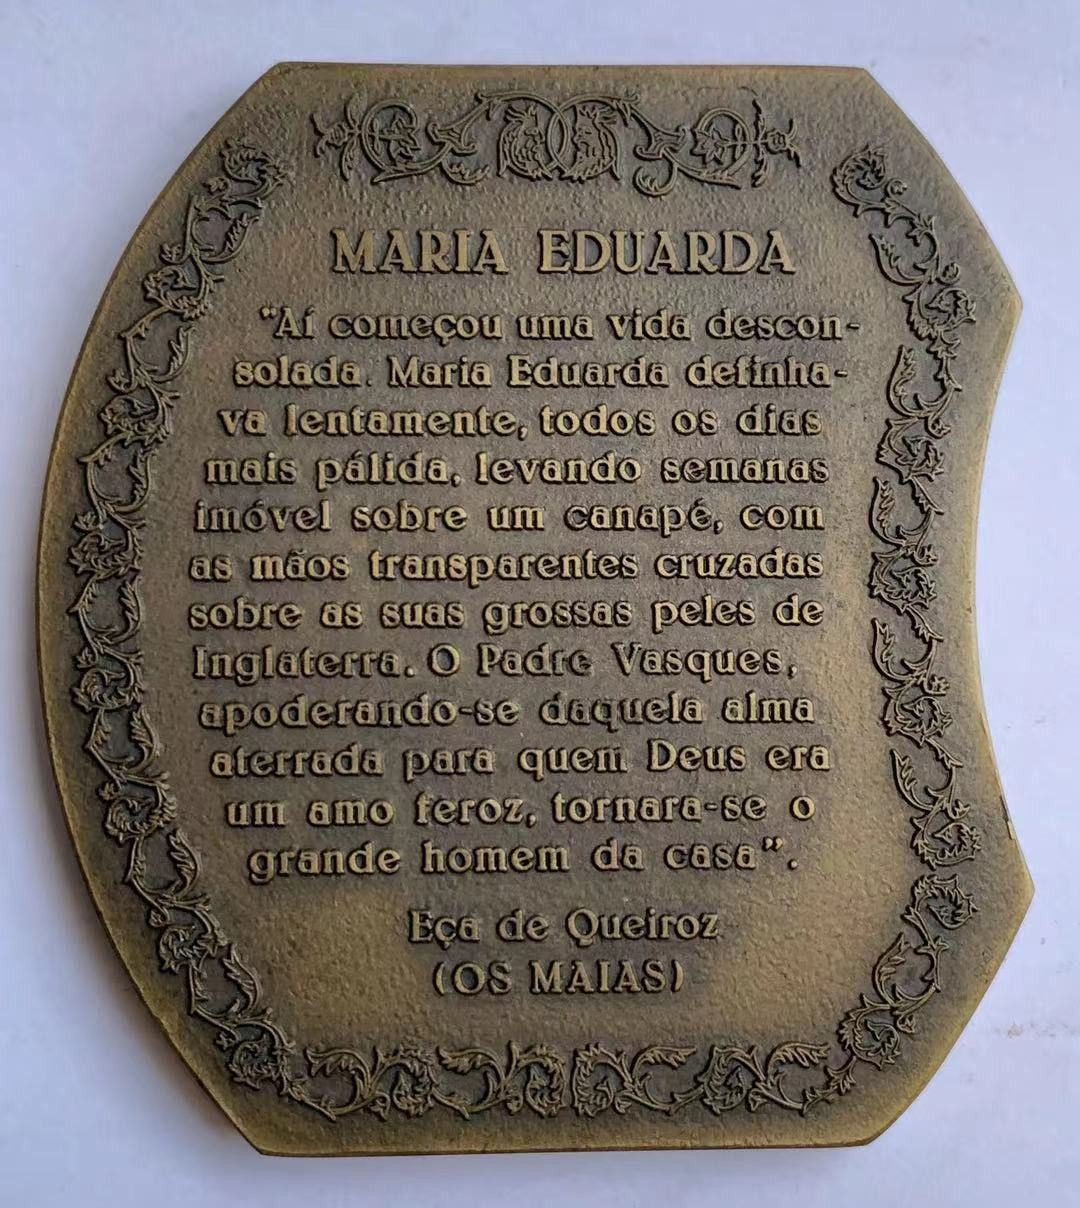 MARIA EDUARDA
"Aí começou uma vida descon-
solada. Maria Eduarda definha-
va lentamente, todos os dias
mais pálida, levando semanas
imóvel sobre um canapé, com
as mãos transparentes cruzadas
sobre as suas grossas peles de
Inglaterra. O Padre Vasques,
apoderando-se daquela alma
aterrada para quem Deus era
um amo feroz, tornara-se o
grande homem da casa".
Eça de Queiroz
(OS MAIAS)